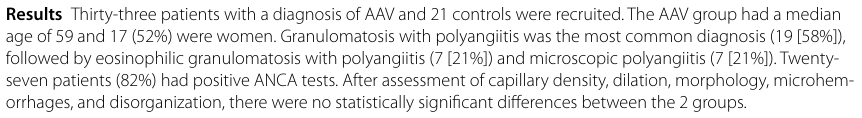 Results Thirty-three patients with a diagnosis of AAV and 21 controls were recruited. The AAV group had a median
age of 59 and 17 (52%) were women. Granulomatosis with polyangiitis was the most common diagnosis (19 [58%]),
followed by eosinophilic granulomatosis with polyangiitis (7 [21%]) and microscopic polyangiitis (7 [21%]). Twenty-
seven patients (82%) had positive ANCA tests. After assessment of capillary density, dilation, morphology, microhem-
orrhages, and disorganization, there were no statistically significant differences between the 2 groups.